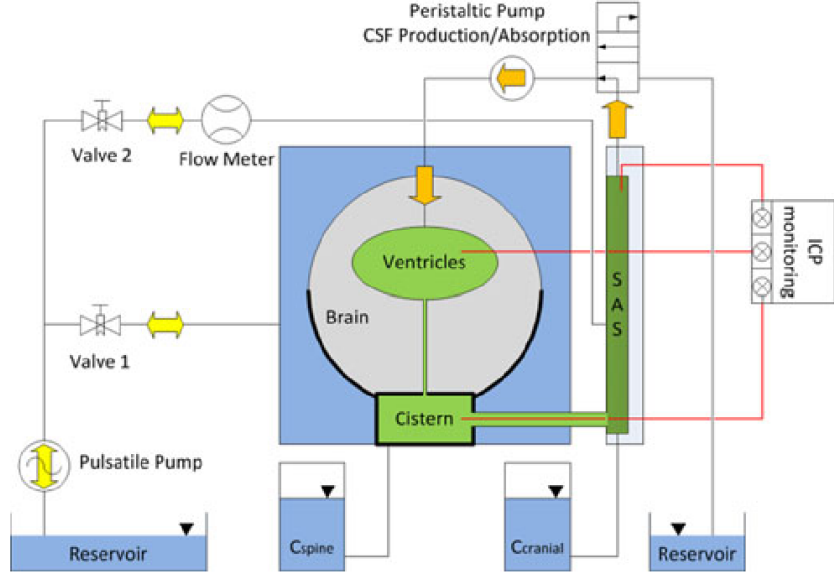 Peristaltic Pump
CSF Production/Absorption
Valve 2
Flow Meter
Ventricles
ICP
monitoring
SAS
Brain
Valve 1
Cistern
Pulsatile Pump
Reservoir
Cspine
Ccranial
Reservoir